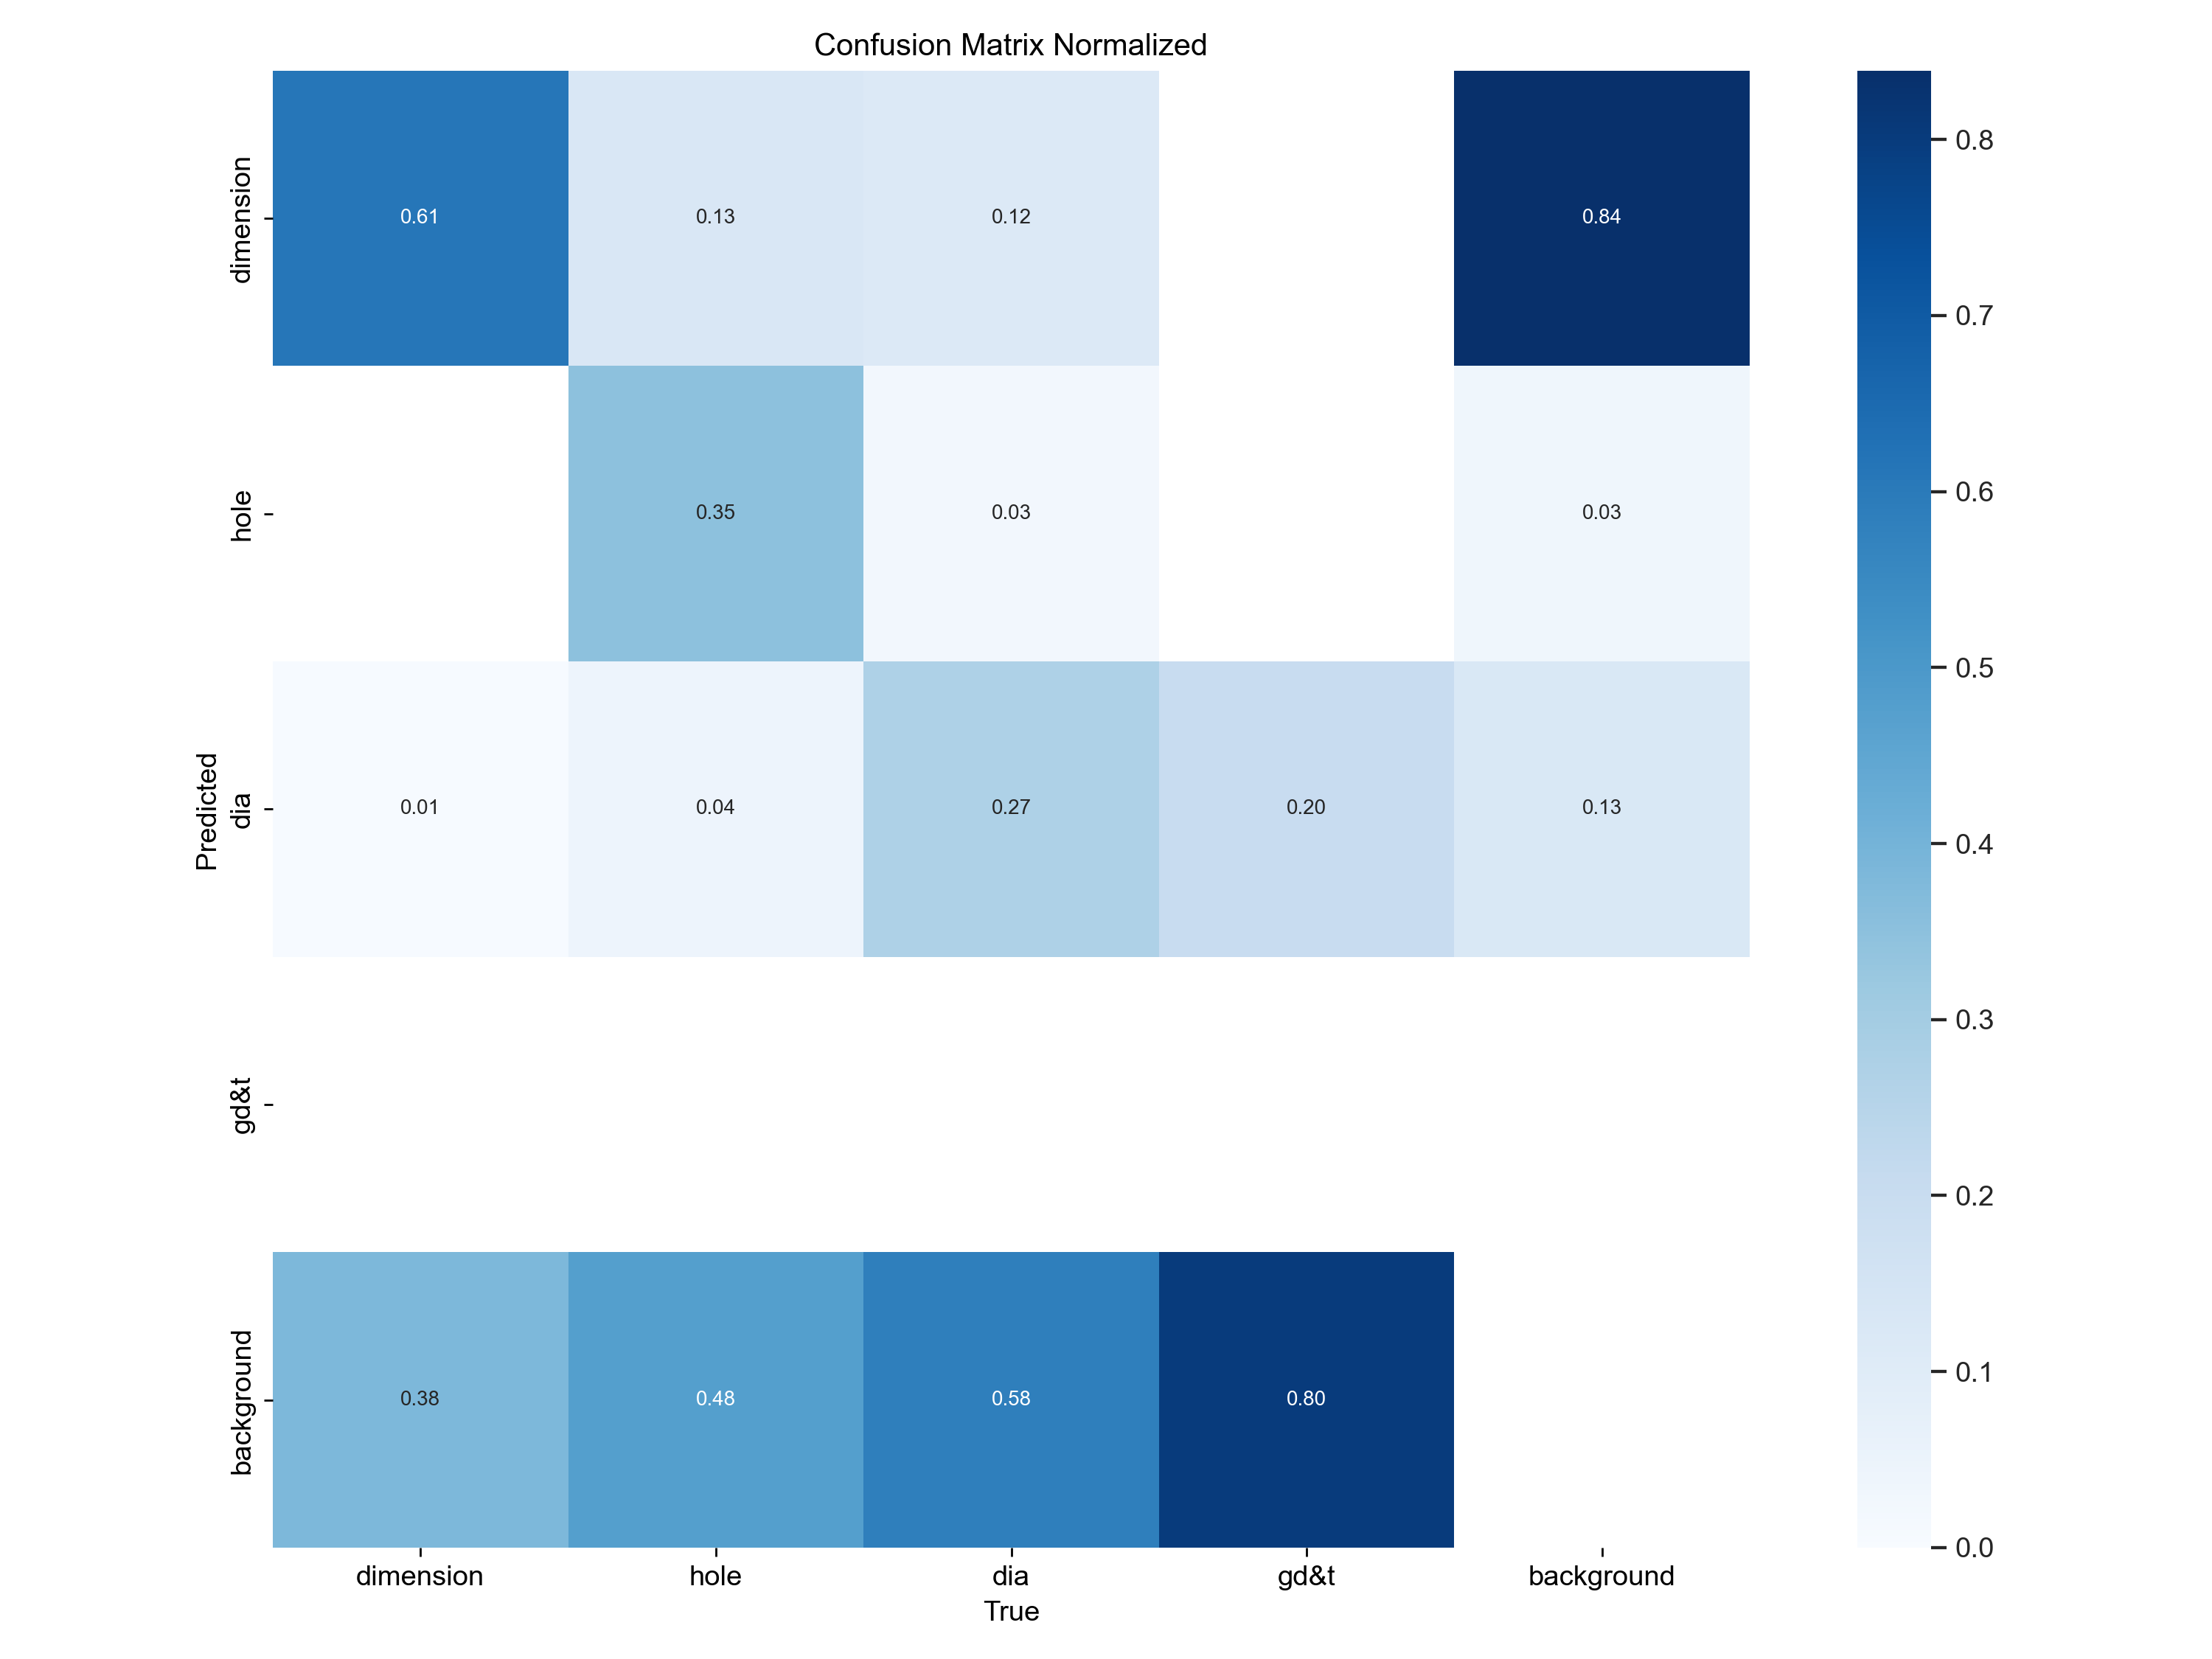 Confusion Matrix Normalized
dimension
0.61
0.13
0.12
0.84
hole
0.35
0.03
0.03
Predicted
dia
0.01
0.04
0.27
0.20
0.13
gd&t
background
0.38
0.48
0.58
0.80
dimension
hole
dia
gd&t
background
True
0.8
0.7
0.6
0.5
0.4
0.3
0.2
0.1
0.0